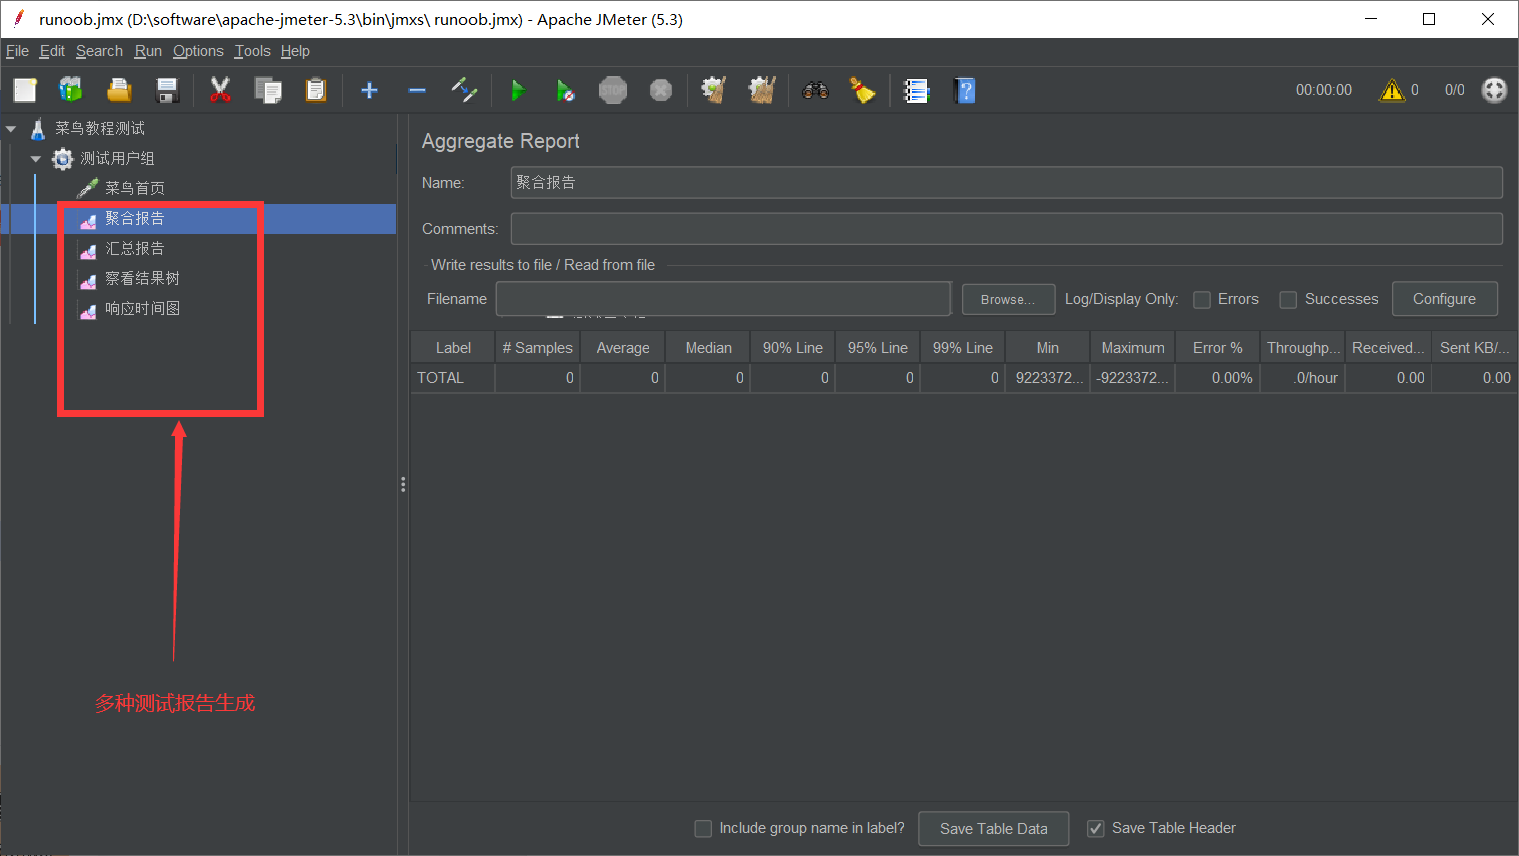 runoob.jmx (D:\software\apache-jmeter-5.3\bin\jmxs\ runoob.jmx) - Apache JMeter (5.3)
File Edit Search Run Options Tools Help
STOP
00:00:00 0 0/0
菜鸟教程测试
测试用户组
菜鸟首页
聚合报告
汇总报告
察看结果树
响应时间图
多种测试报告生成
Aggregate Report
Name: 聚合报告
Comments:
Write results to file / Read from file
Filename Browse... Log/Display Only: Errors Successes Configure
Label # Samples Average Median 90% Line 95% Line 99% Line Min Maximum Error % Throughp... Received... Sent KB/...
TOTAL 0 0 0 0 0 0 9223372... -9223372... 0.00% .0/hour 0.00 0.00
Include group name in label? Save Table Data Save Table Header